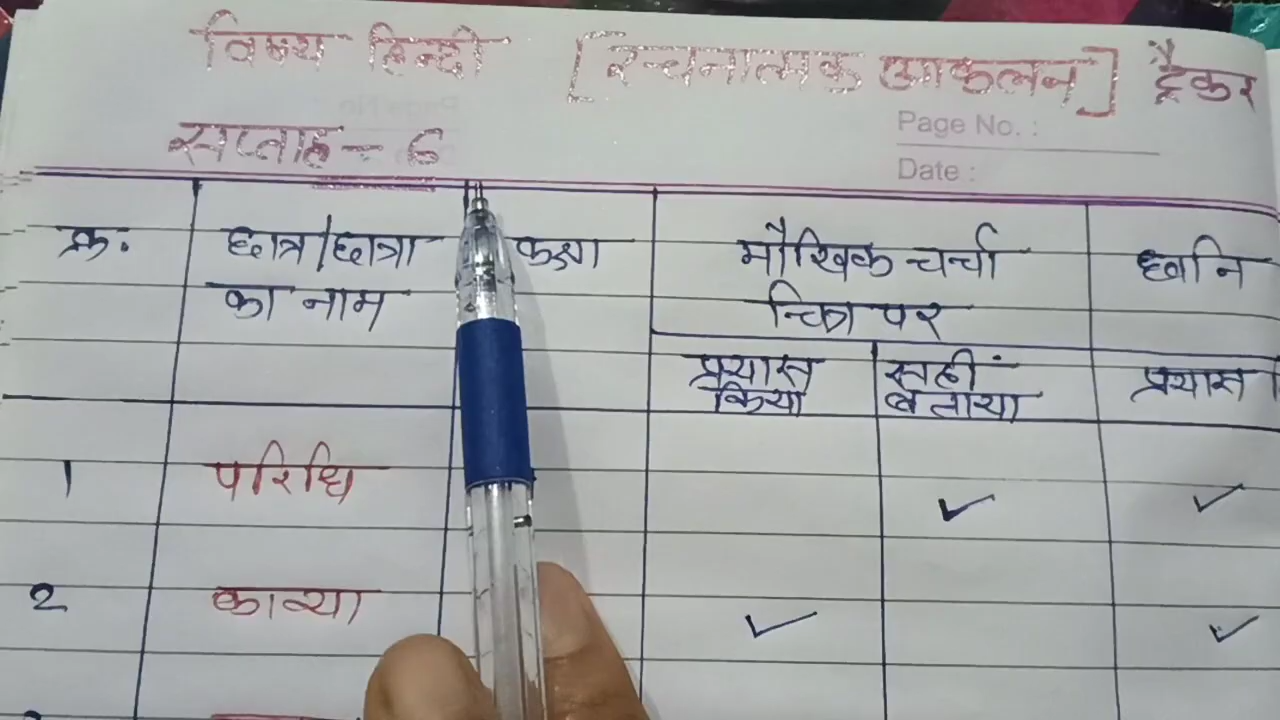 विषय हिन्दी [रचनात्मक आकलन] ट्रैकर
Page No. :
सप्ताह - 6
Date :
क्र. छात्र/छात्रा कक्षा मौखिक चर्चा ध्वनि
का नाम चित्र पर
प्रयास सही प्रयास
किया बताया
1 परिधि ✓ ✓
2 काव्या ✓ ✓